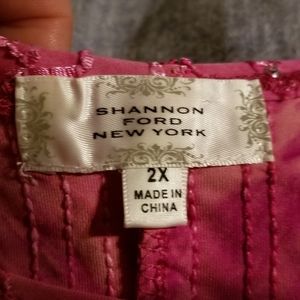 SHANNON
FORD
NEW YORK
2X
MADE IN
CHINA